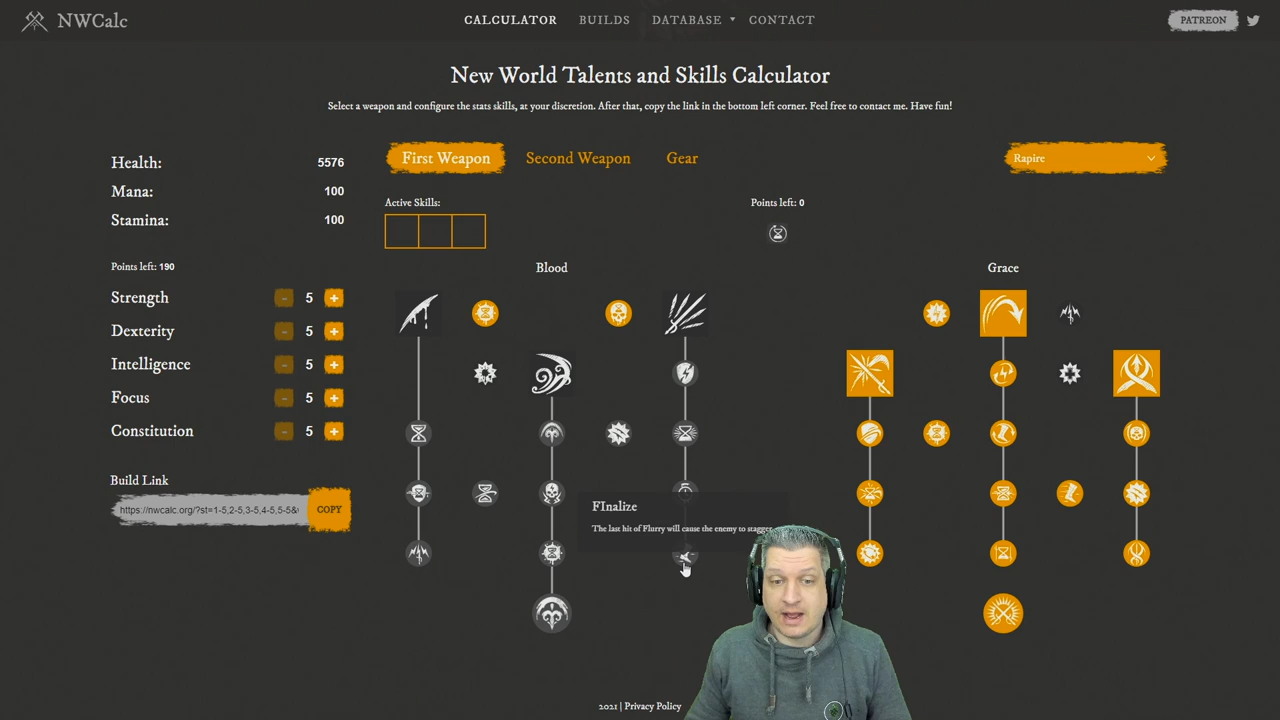 NWCalc
CALCULATOR
BUILDS
DATABASE
CONTACT
PATREON
New World Talents and Skills Calculator
Select a weapon and configure the stats skills, at your discretion. After that, copy the link in the bottom left corner. Feel free to contact me. Have fun!
Health: 5576
Mana: 100
Stamina: 100
Points left: 190
Strength - 5 +
Dexterity - 5 +
Intelligence - 5 +
Focus - 5 +
Constitution - 5 +
Build Link
https://nwcalc.org/?st=1-5,2-5,3-5,4-5,5-5&
COPY
First Weapon
Second Weapon
Gear
Rapire
Active Skills:
Points left: 0
Blood
Grace
FInalize
The last hit of Flurry will cause the enemy to stagger.
2021 | Privacy Policy